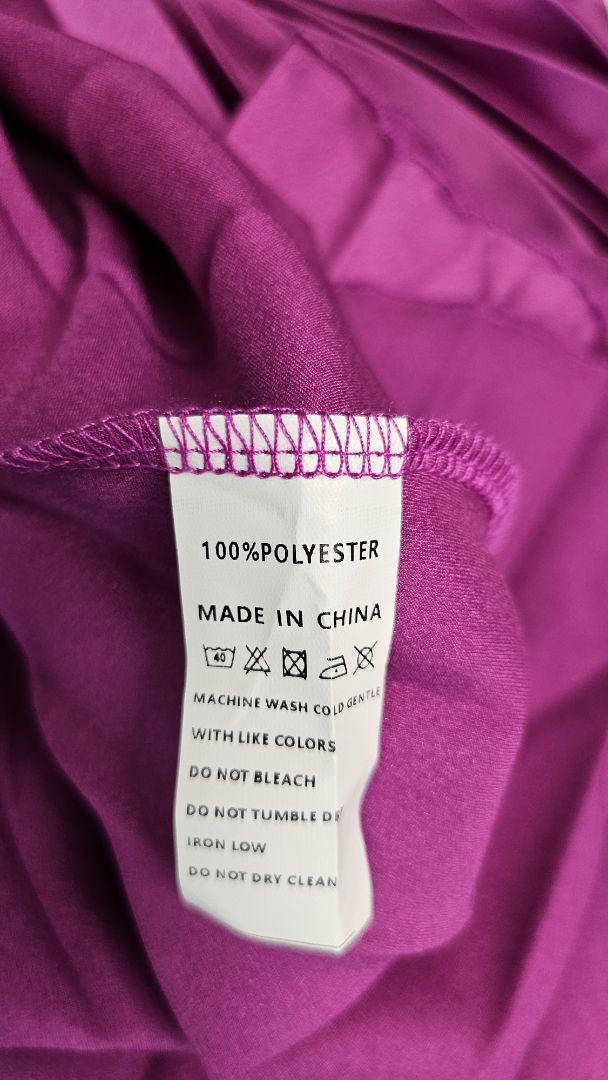 100%POLYESTER
MADE IN CHINA
40
MACHINE WASH COLD GENTLE
WITH LIKE COLORS
DO NOT BLEACH
DO NOT TUMBLE
IRON LOW
DO NOT DRY CLEAN